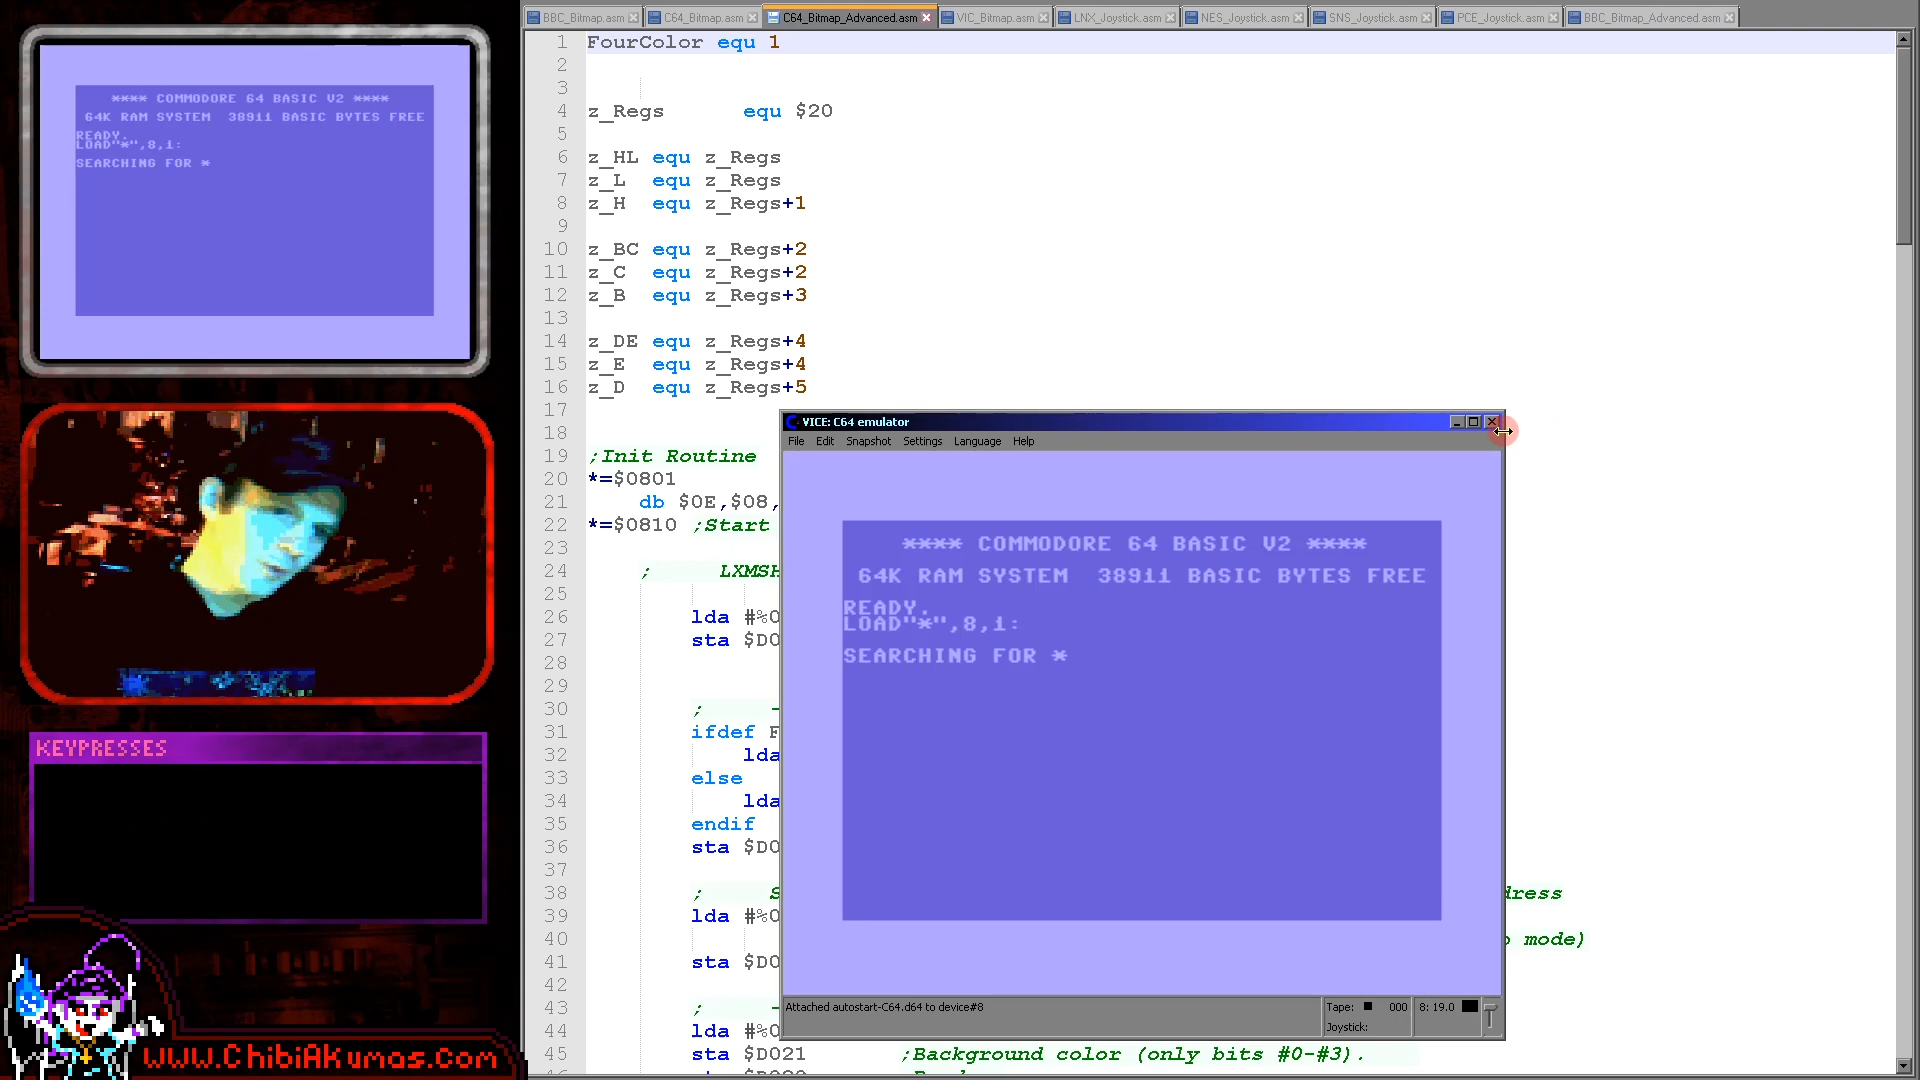 BBC_Bitmap.asm C64_Bitmap.asm C64_Bitmap_Advanced.asm VIC_Bitmap.asm LNX_Joystick.asm NES_Joystick.asm SNS_Joystick.asm PCE_Joystick.asm BBC_Bitmap_Advanced.asm
**** COMMODORE 64 BASIC V2 ****
64K RAM SYSTEM 38911 BASIC BYTES FREE
READY.
LOAD"*",8,1:
SEARCHING FOR *
KEYPRESSES
www.ChibiAkumas.com
1 FourColor equ 1
2
3
4 z_Regs equ $20
5
6 z_HL equ z_Regs
7 z_L equ z_Regs
8 z_H equ z_Regs+1
9
10 z_BC equ z_Regs+2
11 z_C equ z_Regs+2
12 z_B equ z_Regs+3
13
14 z_DE equ z_Regs+4
15 z_E equ z_Regs+4
16 z_D equ z_Regs+5
17
18
19 ;Init Routine
20 *=$0801
21 db $0E,$08,
22 *=$0810 ;Start
23
24 ; LXMSH
25
26 lda #%0
27 sta $D0
28
29
30 ; -
31 ifdef F
32 lda
33 else
34 lda
35 endif
36 sta $D0
37
38 ; S dress
39 lda #%0
40 mode)
41 sta $D0
42
43 ; -
44 lda #%0
45 sta $D021 ;Background color (only bits #0-#3).
VICE: C64 emulator
File Edit Snapshot Settings Language Help
**** COMMODORE 64 BASIC V2 ****
64K RAM SYSTEM 38911 BASIC BYTES FREE
READY.
LOAD"*",8,1:
SEARCHING FOR *
Attached autostart-C64.d64 to device#8
Tape: 000 8: 19.0
Joystick: